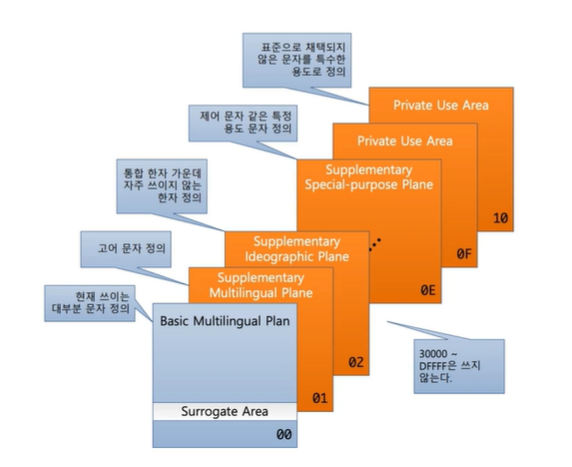 표준으로 채택되지
않은 문자를 특수한
용도로 정의
Private Use Area
제어 문자 같은 특정
용도 문자 정의
Private Use Area
Supplementary
Special-purpose Plane
통합 한자 가운데
자주 쓰이지 않는
한자 정의
10
고어 문자 정의
Supplementary
Ideographic Plane
0F
Supplementary
Multilingual Plane
0E
현재 쓰이는
대부분 문자 정의
Basic Multilingual Plan
30000 ~
DFFFF은 쓰지
않는다.
02
01
Surrogate Area
00